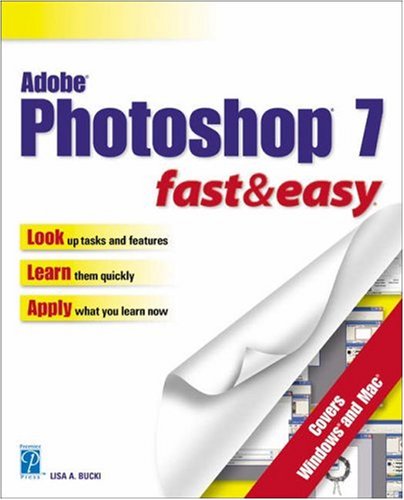 Adobe®
Photoshop® 7
fast&easy®
Look up tasks and features
Learn them quickly
Apply what you learn now
Covers
Windows® and Mac®
Premier
Press™
LISA A. BUCKI